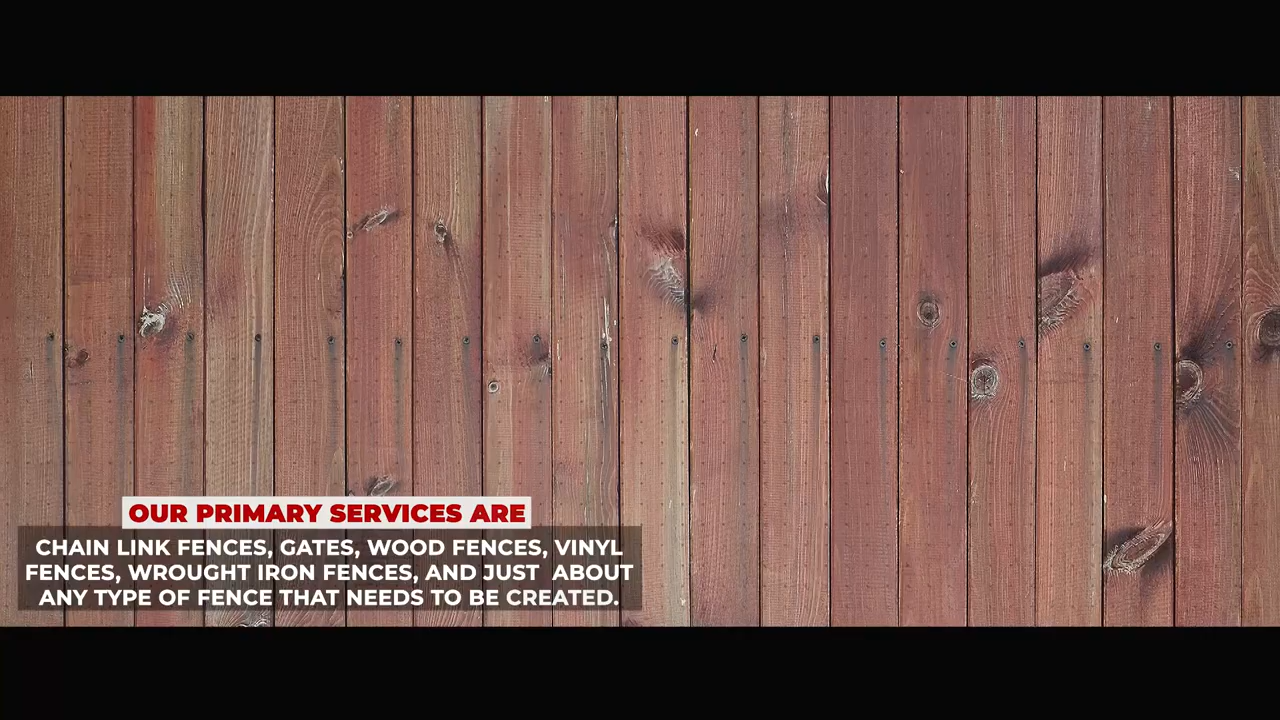 OUR PRIMARY SERVICES ARE
CHAIN LINK FENCES, GATES, WOOD FENCES, VINYL
FENCES, WROUGHT IRON FENCES, AND JUST  ABOUT
ANY TYPE OF FENCE THAT NEEDS TO BE CREATED.